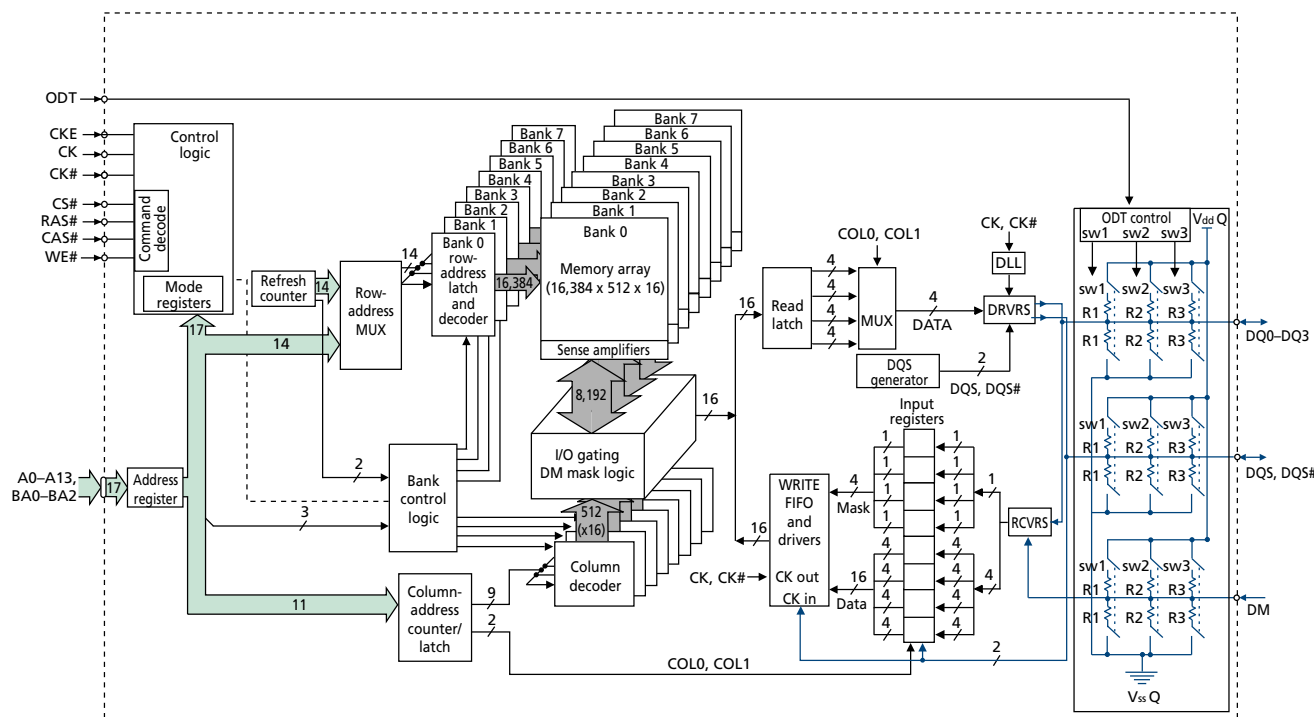 ODT
CKE
CK
CK#
CS#
RAS#
CAS#
WE#
Control
logic
Command
decode
Mode
registers
17
Refresh
counter
14
14
Row-
address
MUX
14
Bank 7
Bank 6
Bank 5
Bank 4
Bank 3
Bank 2
Bank 1
Bank 0
row-
address
latch
and
decoder
16,384
Bank 7
Bank 6
Bank 5
Bank 4
Bank 3
Bank 2
Bank 1
Bank 0
Memory array
(16,384 x 512 x 16)
Sense amplifiers
8,192
16
I/O gating
DM mask logic
512
(x16)
Column
decoder
A0–A13,
BA0–BA2
17
Address
register
2
3
Bank
control
logic
11
Column-
address
counter/
latch
9
2
COL0, COL1
16
Read
latch
4
4
4
4
COL0, COL1
MUX
4
DATA
CK, CK#
DLL
DRVRS
DQS
generator
2
DQS, DQS#
Input
registers
16
WRITE
FIFO
and
drivers
CK out
CK in
CK, CK#
4
Mask
16
Data
1
1
1
1
4
4
4
4
1
1
1
1
4
4
4
4
1
4
RCVRS
2
ODT control
sw1 sw2 sw3
VddQ
sw1 sw2 sw3
R1 R2 R3
R1 R2 R3
sw1 sw2 sw3
R1 R2 R3
R1 R2 R3
sw1 sw2 sw3
R1 R2 R3
R1 R2 R3
VssQ
DQ0–DQ3
DQS, DQS#
DM